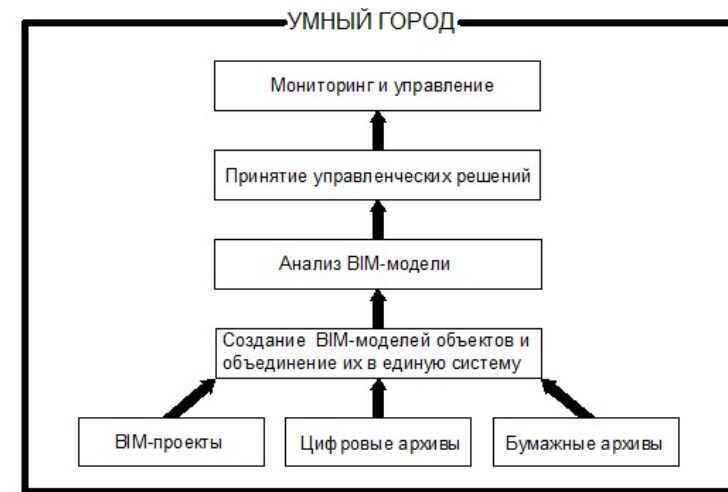 УМНЫЙ ГОРОД
Мониторинг и управление
Принятие управленческих решений
Анализ BIM-модели
Создание BIM-моделей объектов и
объединение их в единую систему
BIM-проекты
Цифровые архивы
Бумажные архивы